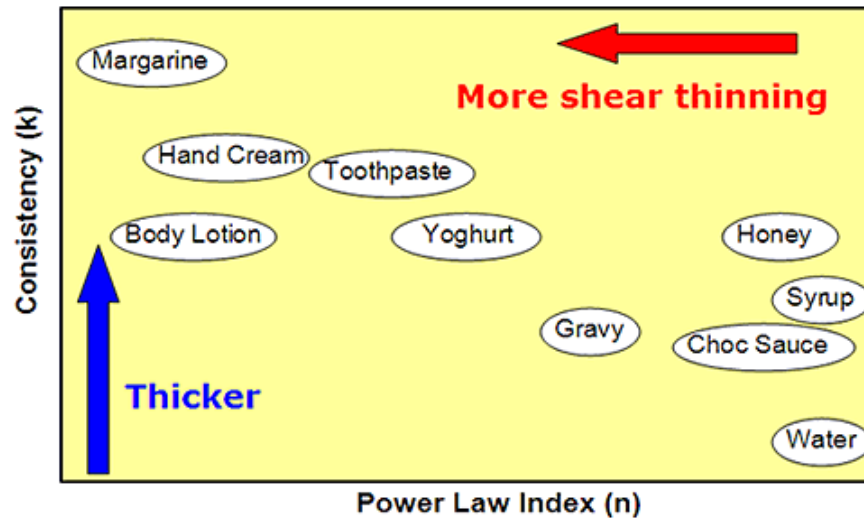 Margarine
More shear thinning
Hand Cream
Toothpaste
Body Lotion
Yoghurt
Honey
Syrup
Gravy
Choc Sauce
Thicker
Water
Consistency (k)
Power Law Index (n)